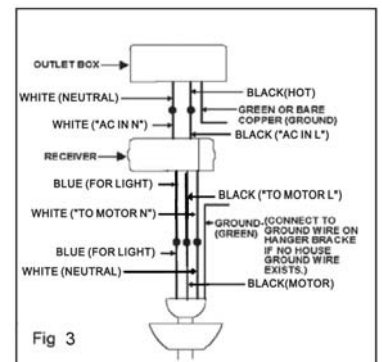 OUTLET BOX
BLACK(HOT)
WHITE (NEUTRAL)
GREEN OR BARE
COPPER (GROUND)
WHITE ("AC IN N")
BLACK ("AC IN L")
RECEIVER
BLUE (FOR LIGHT)
BLACK ("TO MOTOR L")
WHITE ("TO MOTOR N")
GROUND
(GREEN)
(CONNECT TO
GROUND WIRE ON
HANGER BRACKE
IF NO HOUSE
GROUND WIRE
EXISTS.)
BLUE (FOR LIGHT)
WHITE (NEUTRAL)
BLACK(MOTOR)
Fig 3